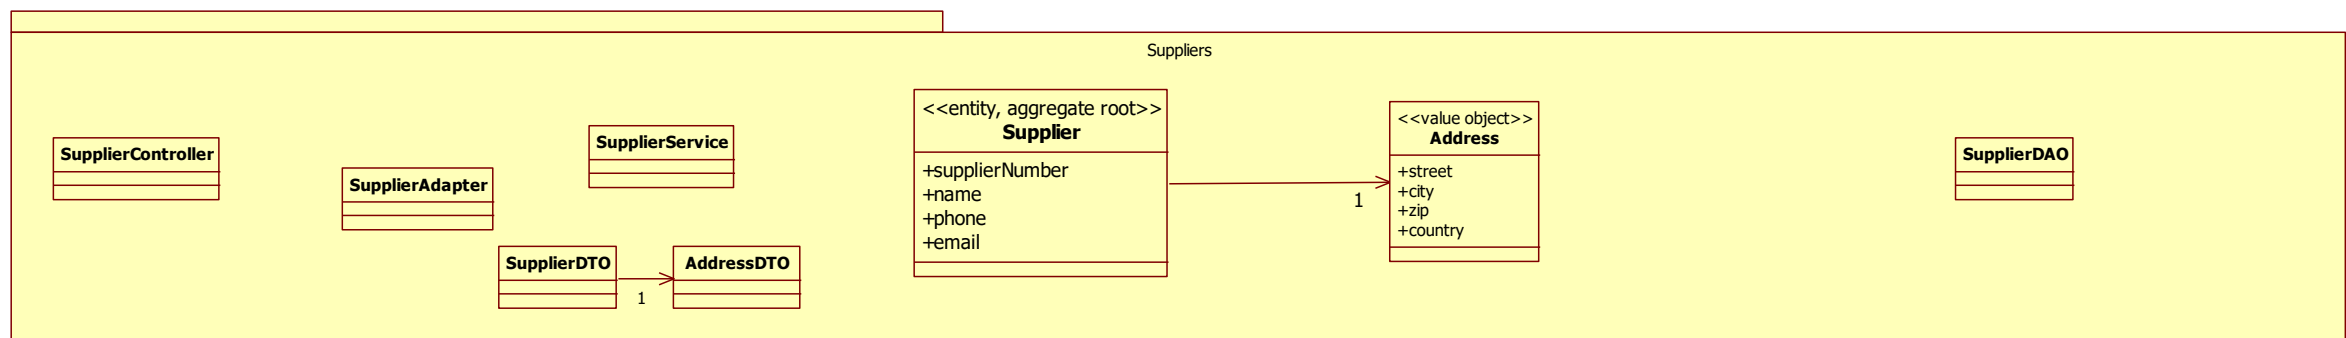 Suppliers
SupplierController
SupplierAdapter
SupplierService
SupplierDTO
1
AddressDTO
<<entity, aggregate root>>
Supplier
+supplierNumber
+name
+phone
+email
1
<<value object>>
Address
+street
+city
+zip
+country
SupplierDAO